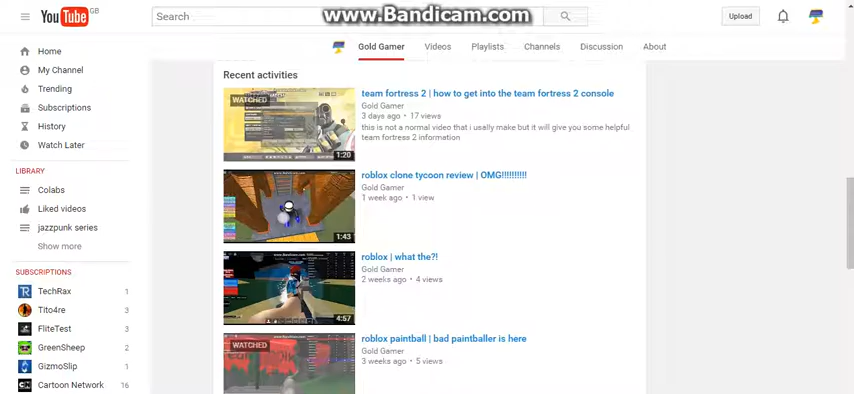 YouTube GB
Search
www.Bandicam.com
Upload
Home
My Channel
Trending
Subscriptions
History
Watch Later
LIBRARY
Colabs
Liked videos
jazzpunk series
Show more
SUBSCRIPTIONS
TechRax 1
Tito4re 3
FliteTest 3
GreenSheep 2
GizmoSlip 1
Cartoon Network 16
Gold Gamer Videos Playlists Channels Discussion About
Recent activities
WATCHED
1:20
team fortress 2 | how to get into the team fortress 2 console
Gold Gamer
3 days ago • 17 views
this is not a normal video that i usally make but it will give you some helpful
team fortress 2 information
1:43
roblox clone tycoon review | OMG!!!!!!!!!!
Gold Gamer
1 week ago • 1 view
4:57
roblox | what the?!
Gold Gamer
2 weeks ago • 4 views
WATCHED
roblox paintball | bad paintballer is here
Gold Gamer
3 weeks ago • 5 views